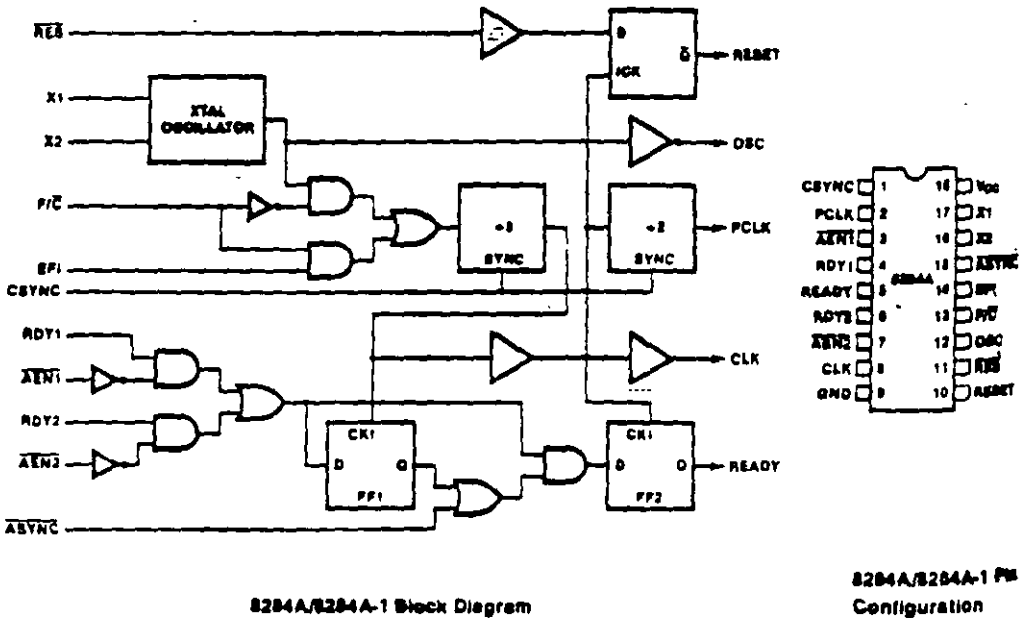 RES
D
Q
RESET
CK
X1
XTAL
OSCILLATOR
X2
OSC
F/C
÷3
÷2
PCLK
SYNC
SYNC
EFI
CSYNC
RDY1
AEN1
CLK
RDY2
AEN2
CK1
D
Q
FF1
CK1
D
Q
FF2
READY
ASYNC
CSYNC 1 18 VCC
PCLK 2 17 X1
AEN1 3 16 X2
RDY1 4 15 ASYNC
READY 5 8284A 14 EFI
RDY2 6 13 F/C
AEN2 7 12 OSC
CLK 8 11 RES
GND 9 10 RESET
8284A/8284A-1 Block Diagram
8284A/8284A-1 Pin
Configuration